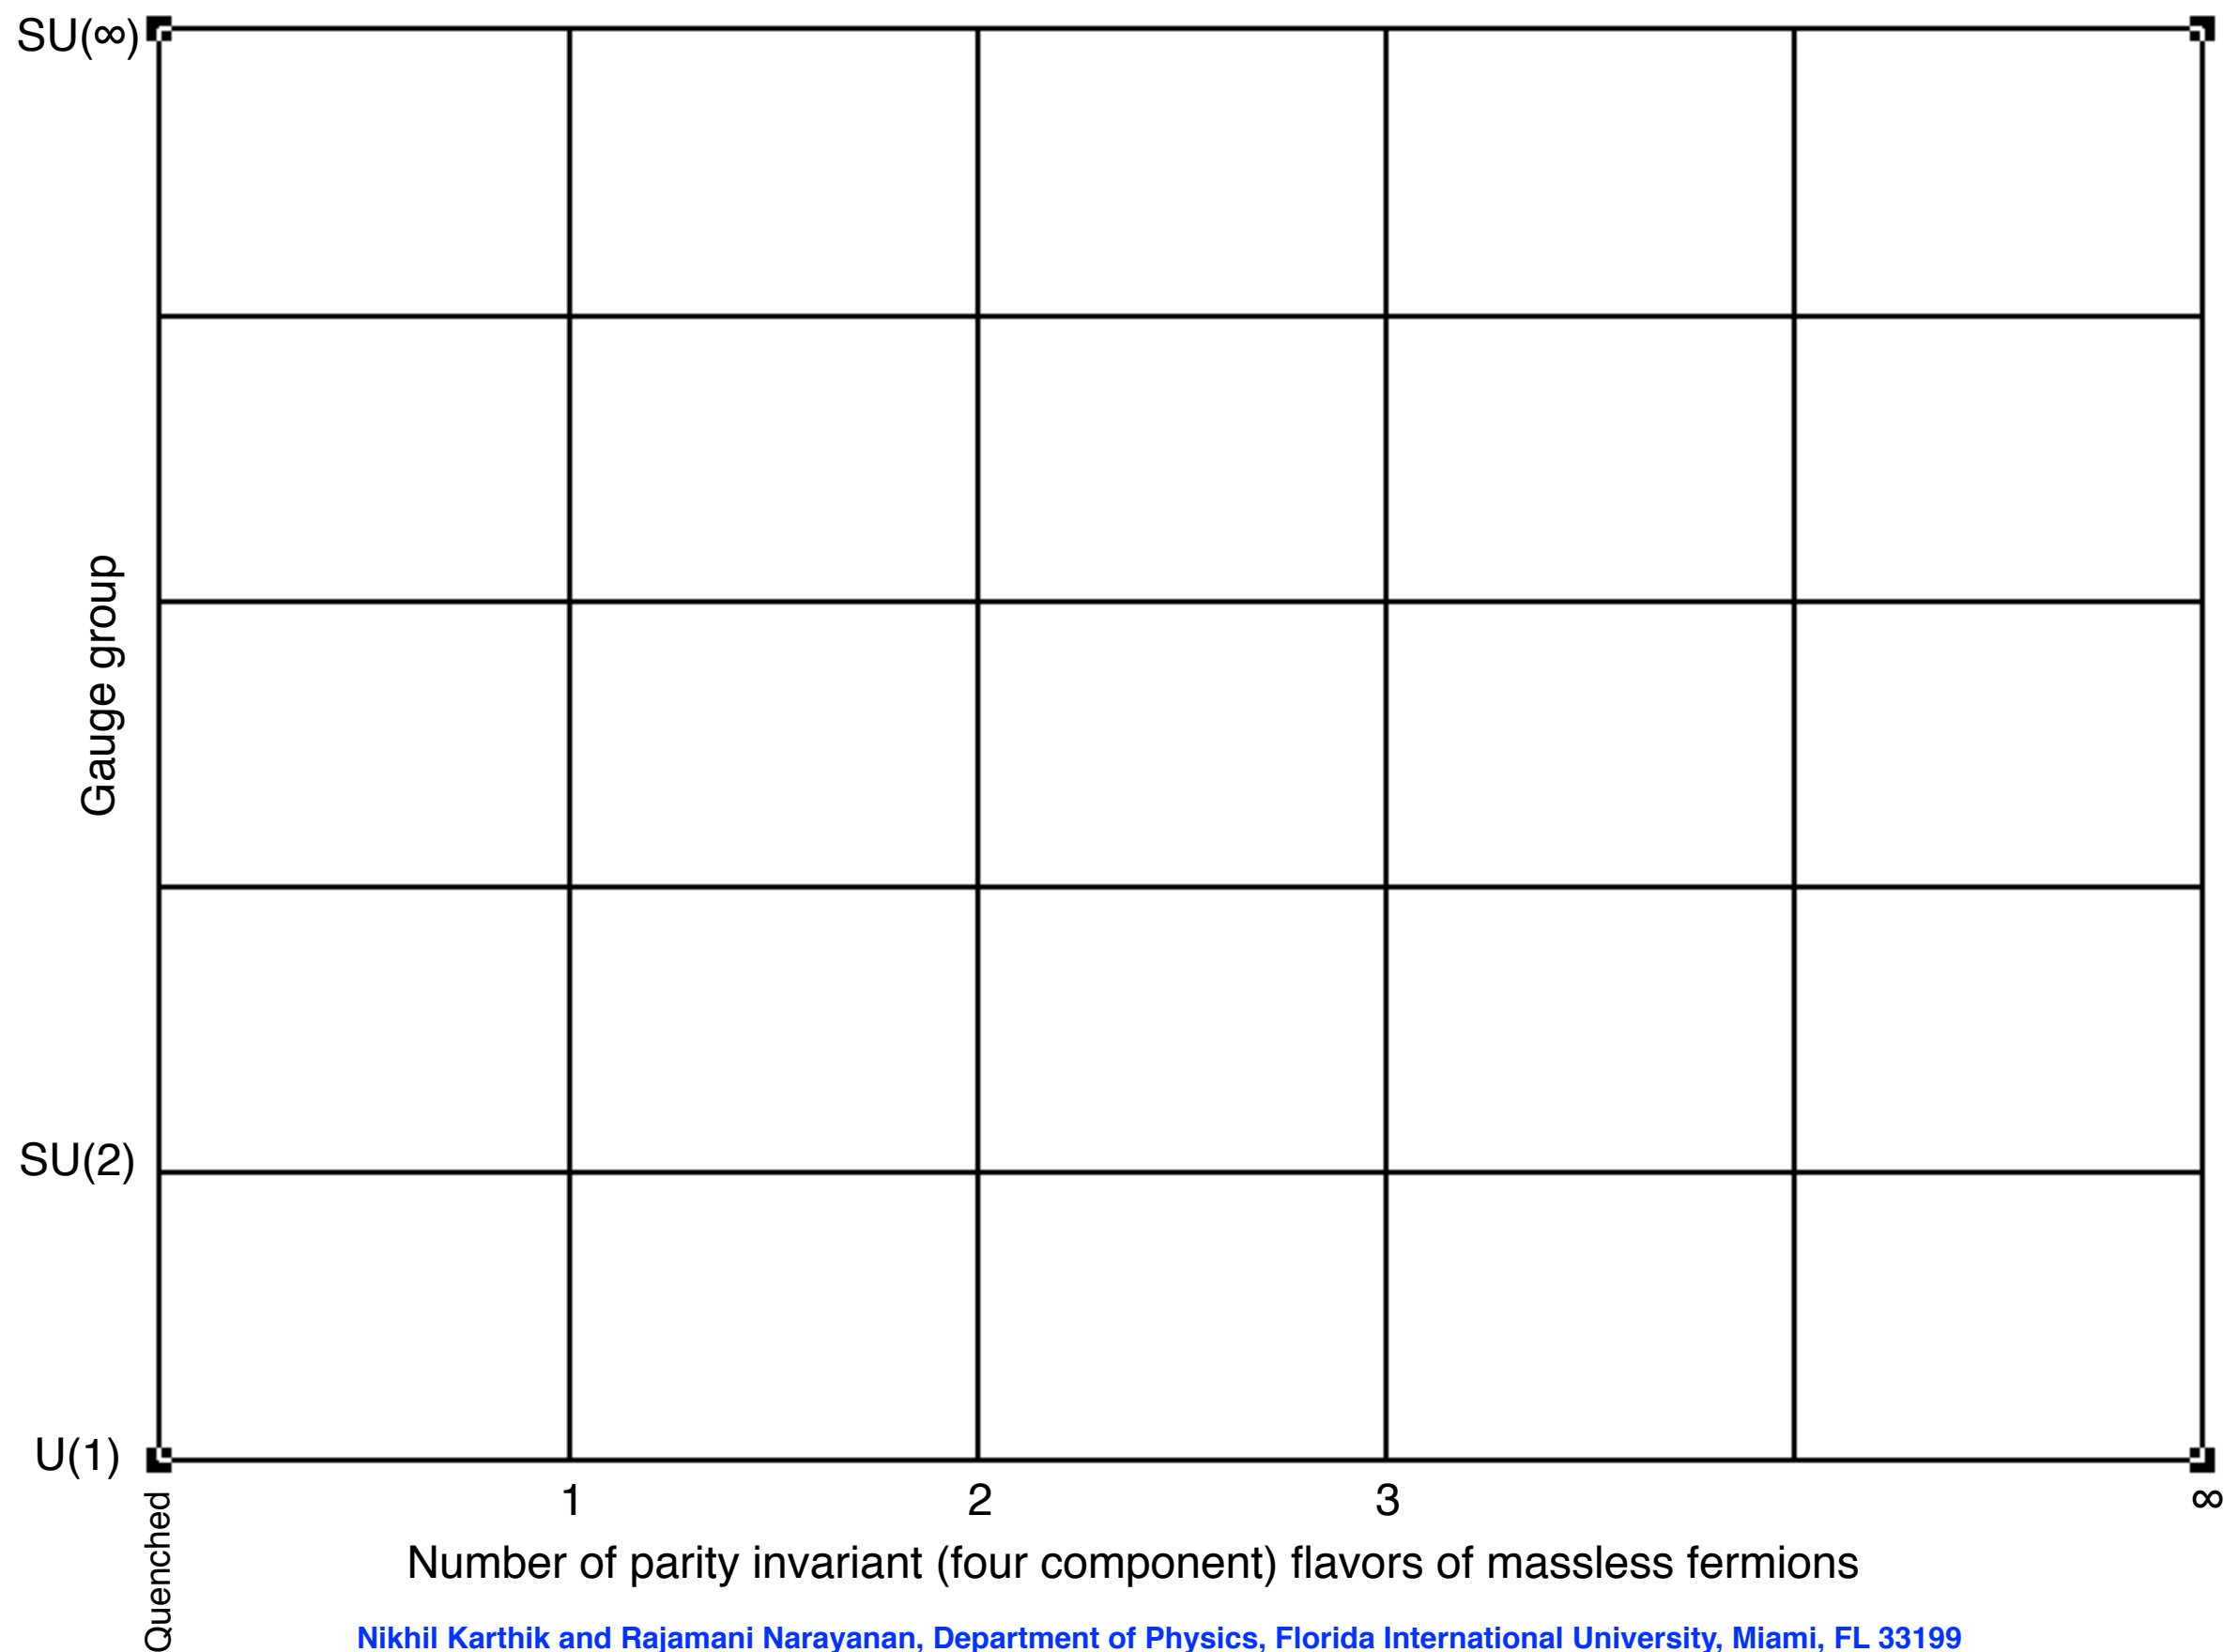 SU(∞)
Gauge group
SU(2)
U(1)
Quenched
1
2
3
∞
Number of parity invariant (four component) flavors of massless fermions
Nikhil Karthik and Rajamani Narayanan, Department of Physics, Florida International University, Miami, FL 33199